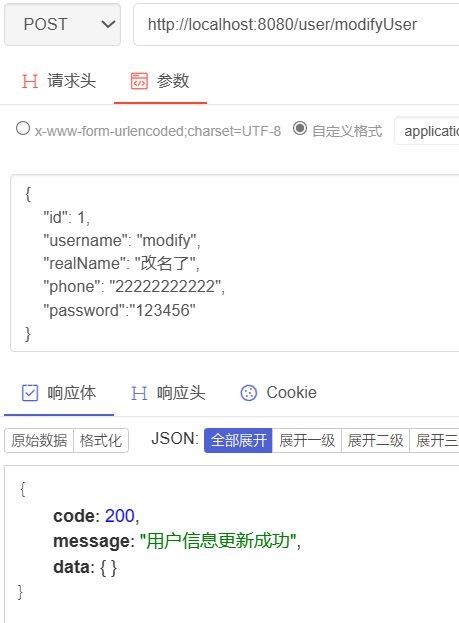 POST http://localhost:8080/user/modifyUser
请求头 参数
x-www-form-urlencoded;charset=UTF-8 自定义格式 applicatio
{
"id": 1,
"username": "modify",
"realName": "改名了",
"phone": "22222222222",
"password":"123456"
}
响应体 响应头 Cookie
原始数据 格式化 JSON: 全部展开 展开一级 展开二级 展开三
{
code: 200,
message: "用户信息更新成功",
data: { }
}